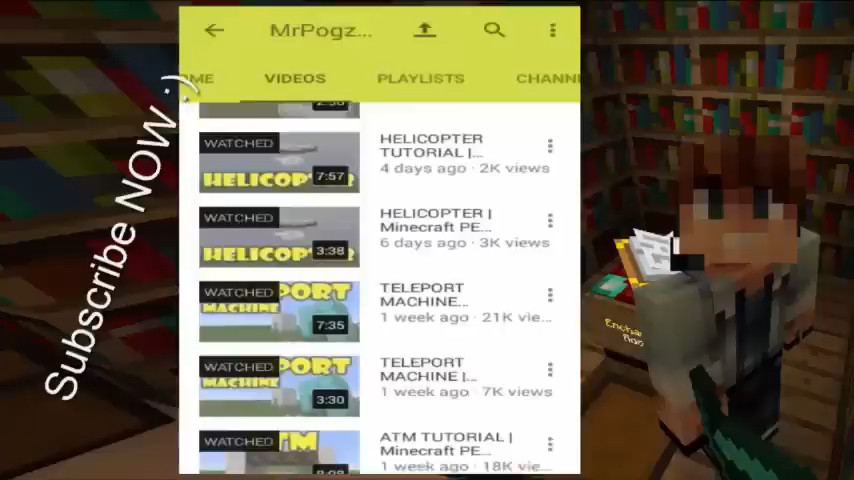 MrPogz...
ME VIDEOS PLAYLISTS CHANN
WATCHED
HELICOP
7:57
HELICOPTER
TUTORIAL |...
4 days ago · 2K views
WATCHED
HELICOP
3:38
HELICOPTER |
Minecraft PE...
6 days ago · 3K views
WATCHED
PORT
MACHINE
7:35
TELEPORT
MACHINE...
1 week ago · 21K vie...
WATCHED
PORT
MACHINE
3:30
TELEPORT
MACHINE |...
1 week ago · 7K views
WATCHED
TM
ATM TUTORIAL |
Minecraft PE...
1 week ago · 18K vie...
Subscribe NOW :)